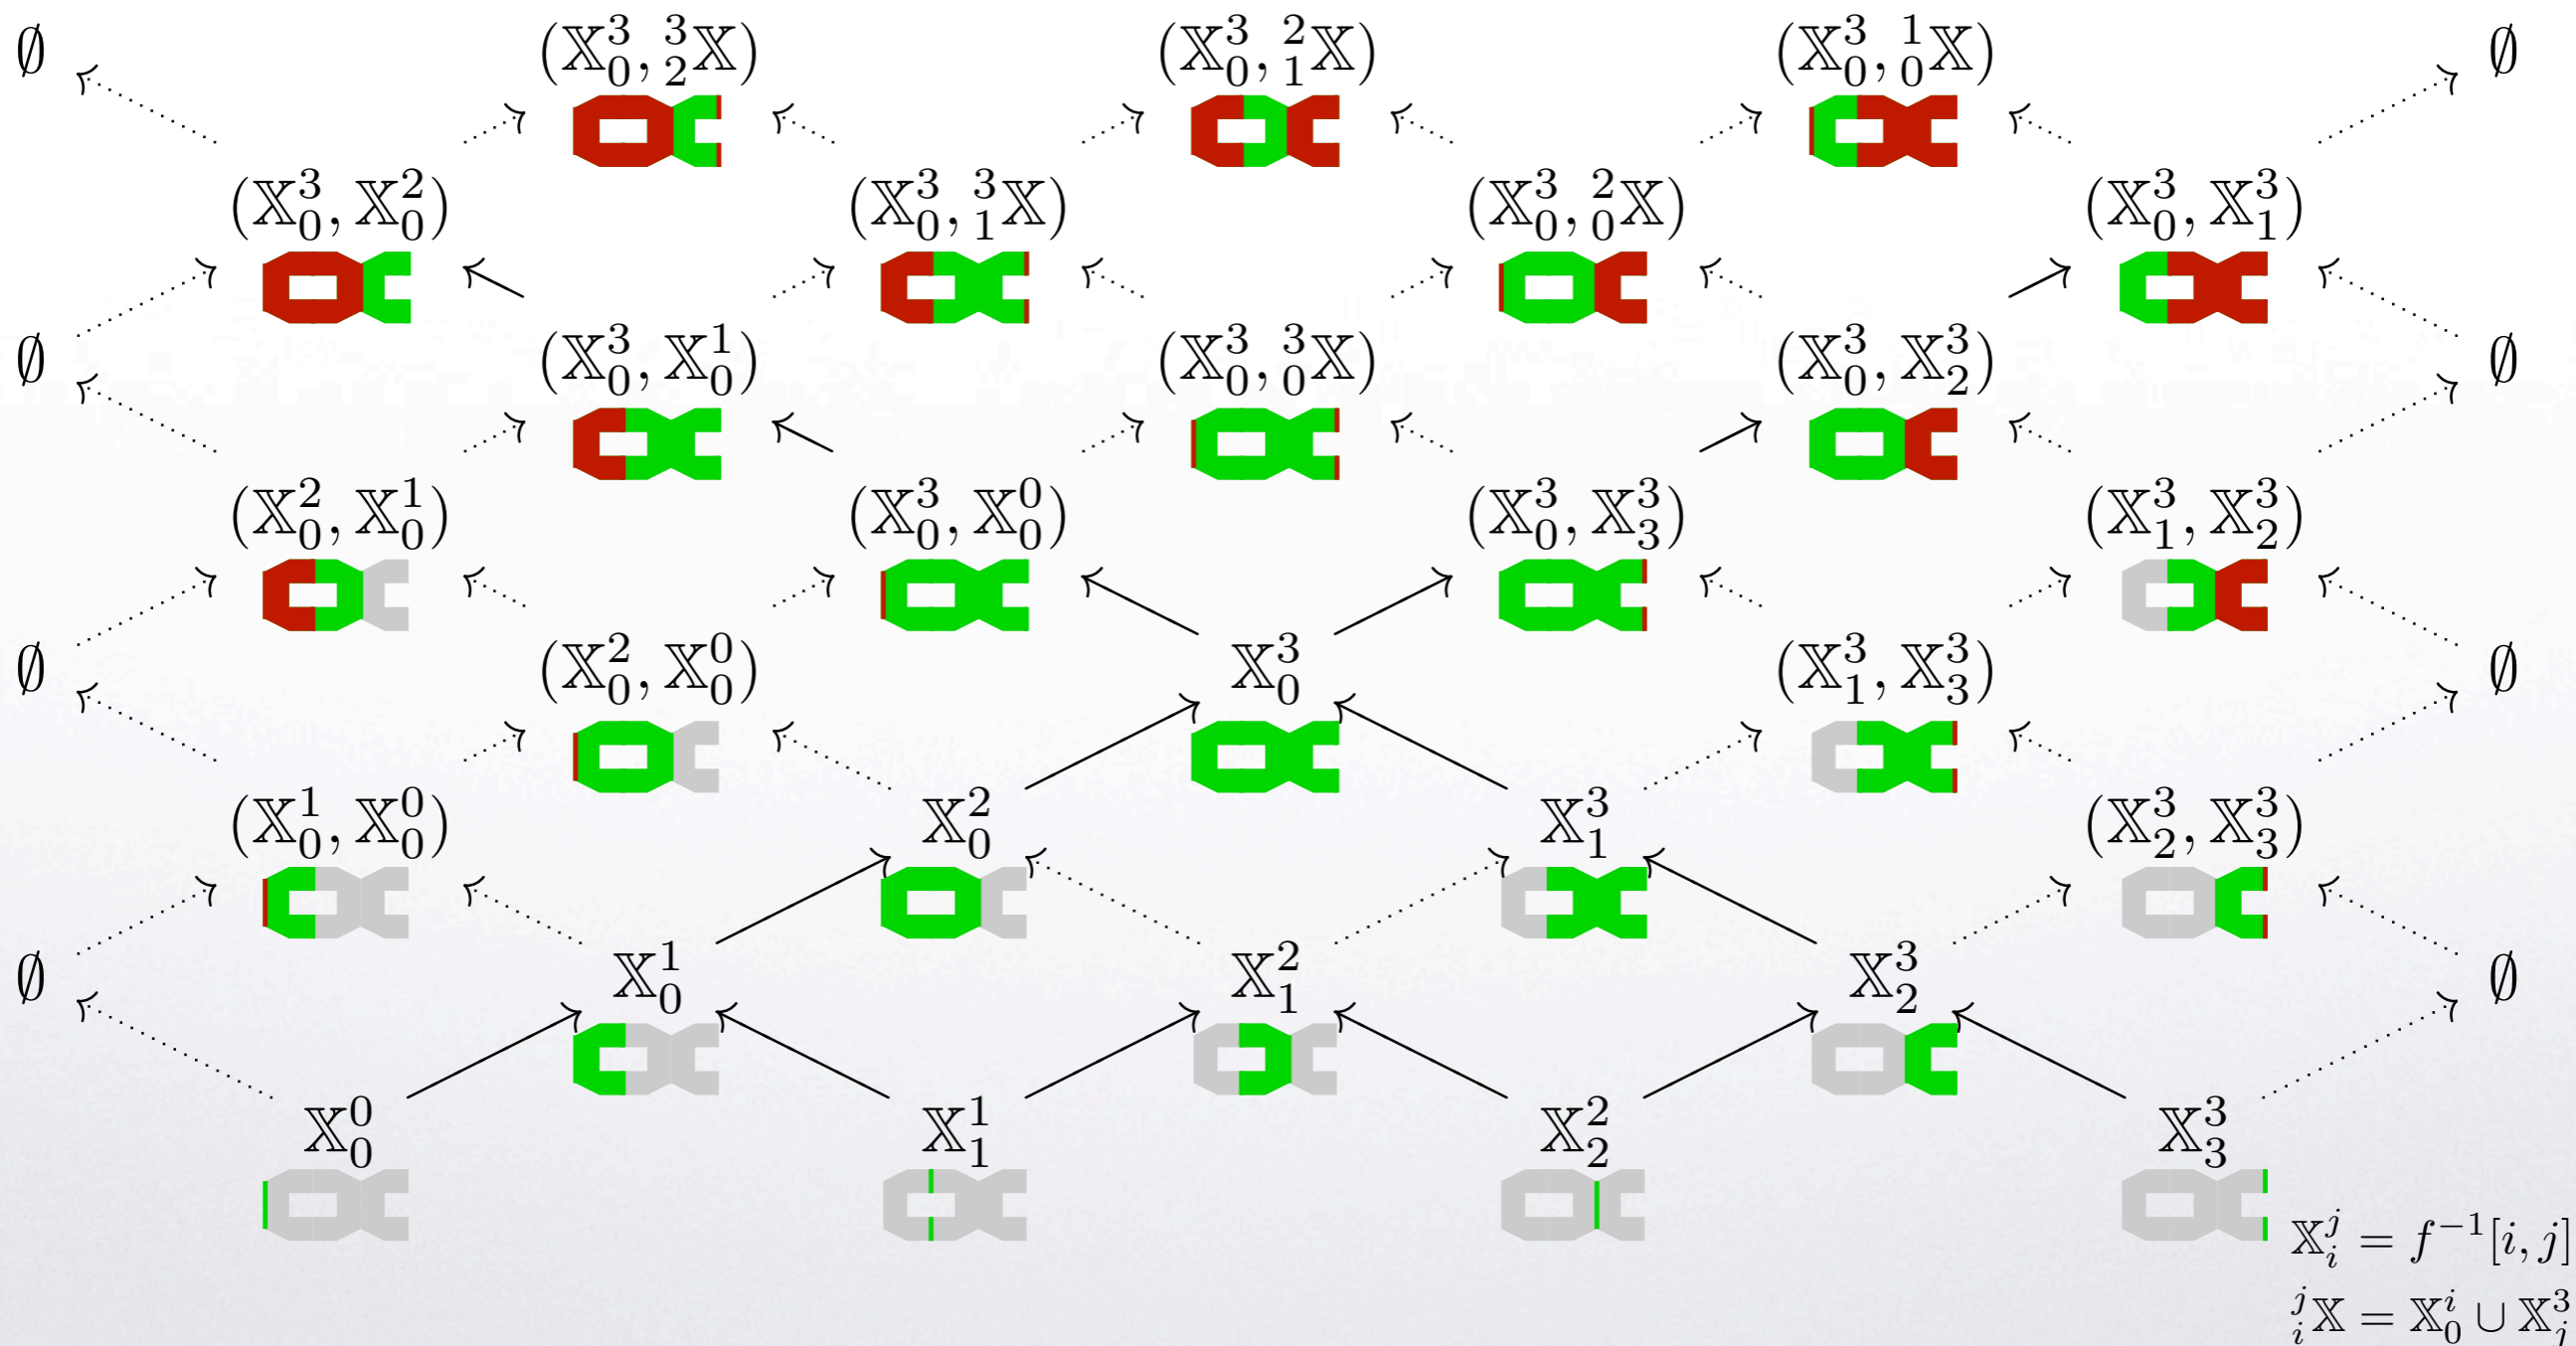 ∅ (𝕏₀³, ³₂𝕏) (𝕏₀³, ²₁𝕏) (𝕏₀³, ¹₀𝕏) ∅
(𝕏₀³, 𝕏₀²) (𝕏₀³, ³₁𝕏) (𝕏₀³, ²₀𝕏) (𝕏₀³, 𝕏₁³)
∅ (𝕏₀³, 𝕏₀¹) (𝕏₀³, ³₀𝕏) (𝕏₀³, 𝕏₂³) ∅
(𝕏₀², 𝕏₀¹) (𝕏₀³, 𝕏₀⁰) (𝕏₀³, 𝕏₃³) (𝕏₁³, 𝕏₂³)
∅ (𝕏₀², 𝕏₀⁰) 𝕏₀³ (𝕏₁³, 𝕏₃³) ∅
(𝕏₀¹, 𝕏₀⁰) 𝕏₀² 𝕏₁³ (𝕏₂³, 𝕏₃³)
∅ 𝕏₀¹ 𝕏₁² 𝕏₂³ ∅
𝕏₀⁰ 𝕏₁¹ 𝕏₂² 𝕏₃³
𝕏ᵢʲ = f⁻¹[i, j]
ʲᵢ𝕏 = 𝕏₀ⁱ ∪ 𝕏ⱼ³